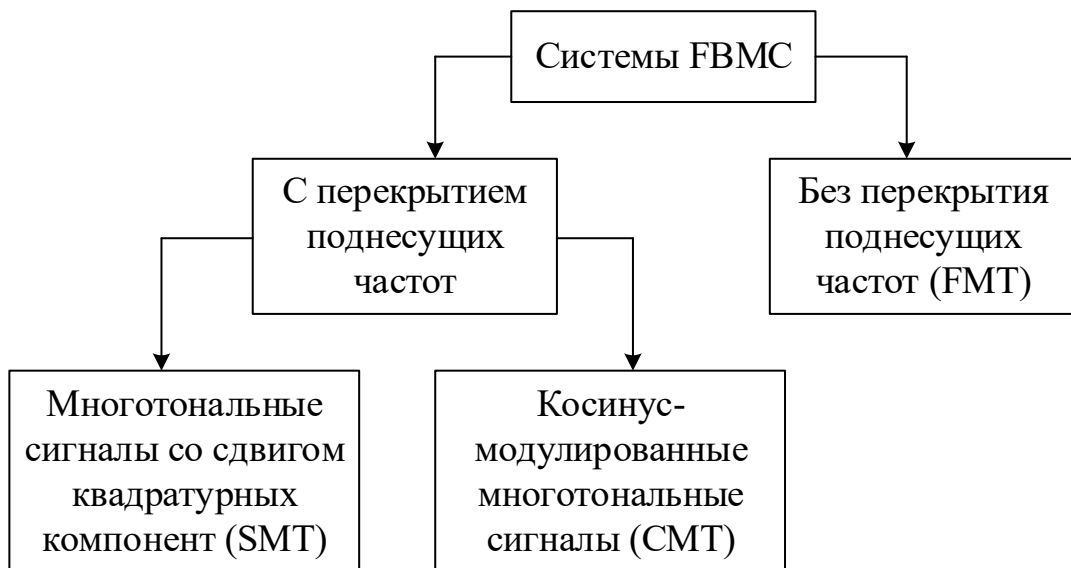 Системы FBMC
С перекрытием
поднесущих
частот
Без перекрытия
поднесущих
частот (FMT)
Многотональные
сигналы со сдвигом
квадратурных
компонент (SMT)
Косинус-
модулированные
многотональные
сигналы (CMT)